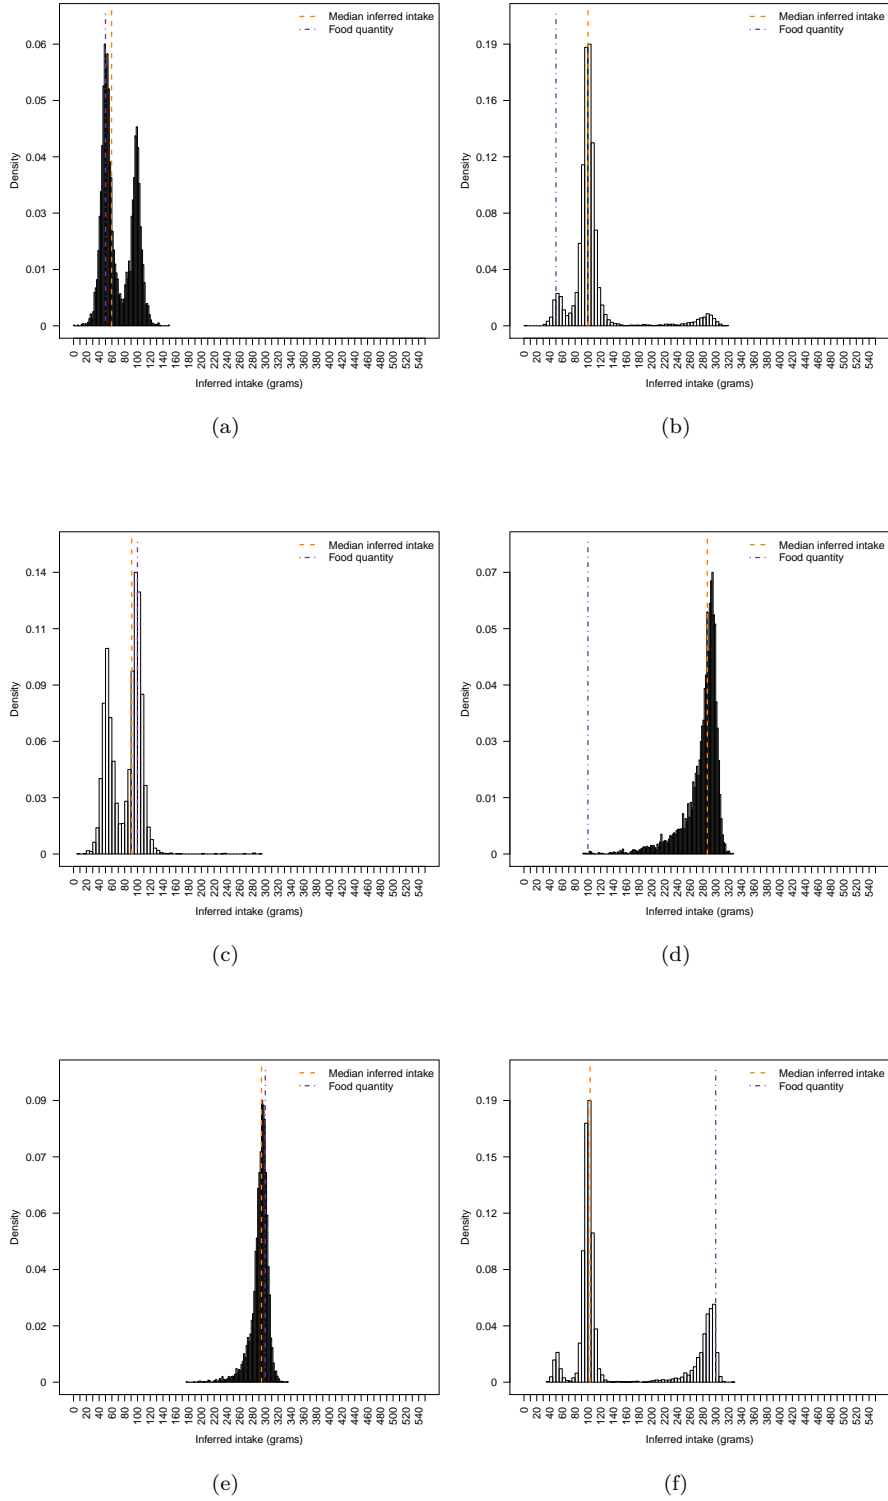 Median inferred intake
Food quantity
0.06
0.05
0.04
0.03
0.01
0
Density
0 20 40 60 80 100 120 140 160 180 200 220 240 260 280 300 320 340 360 380 400 420 440 460 480 500 520 540
Inferred intake (grams)
(a)
Median inferred intake
Food quantity
0.19
0.16
0.12
0.08
0.04
0
Density
0 20 40 60 80 100 120 140 160 180 200 220 240 260 280 300 320 340 360 380 400 420 440 460 480 500 520 540
Inferred intake (grams)
(b)
Median inferred intake
Food quantity
0.14
0.11
0.09
0.06
0.03
0
Density
0 20 40 60 80 100 120 140 160 180 200 220 240 260 280 300 320 340 360 380 400 420 440 460 480 500 520 540
Inferred intake (grams)
(c)
Median inferred intake
Food quantity
0.07
0.05
0.04
0.03
0.01
0
Density
0 20 40 60 80 100 120 140 160 180 200 220 240 260 280 300 320 340 360 380 400 420 440 460 480 500 520 540
Inferred intake (grams)
(d)
Median inferred intake
Food quantity
0.09
0.07
0.05
0.04
0.02
0
Density
0 20 40 60 80 100 120 140 160 180 200 220 240 260 280 300 320 340 360 380 400 420 440 460 480 500 520 540
Inferred intake (grams)
(e)
Median inferred intake
Food quantity
0.19
0.15
0.12
0.08
0.04
0
Density
0 20 40 60 80 100 120 140 160 180 200 220 240 260 280 300 320 340 360 380 400 420 440 460 480 500 520 540
Inferred intake (grams)
(f)